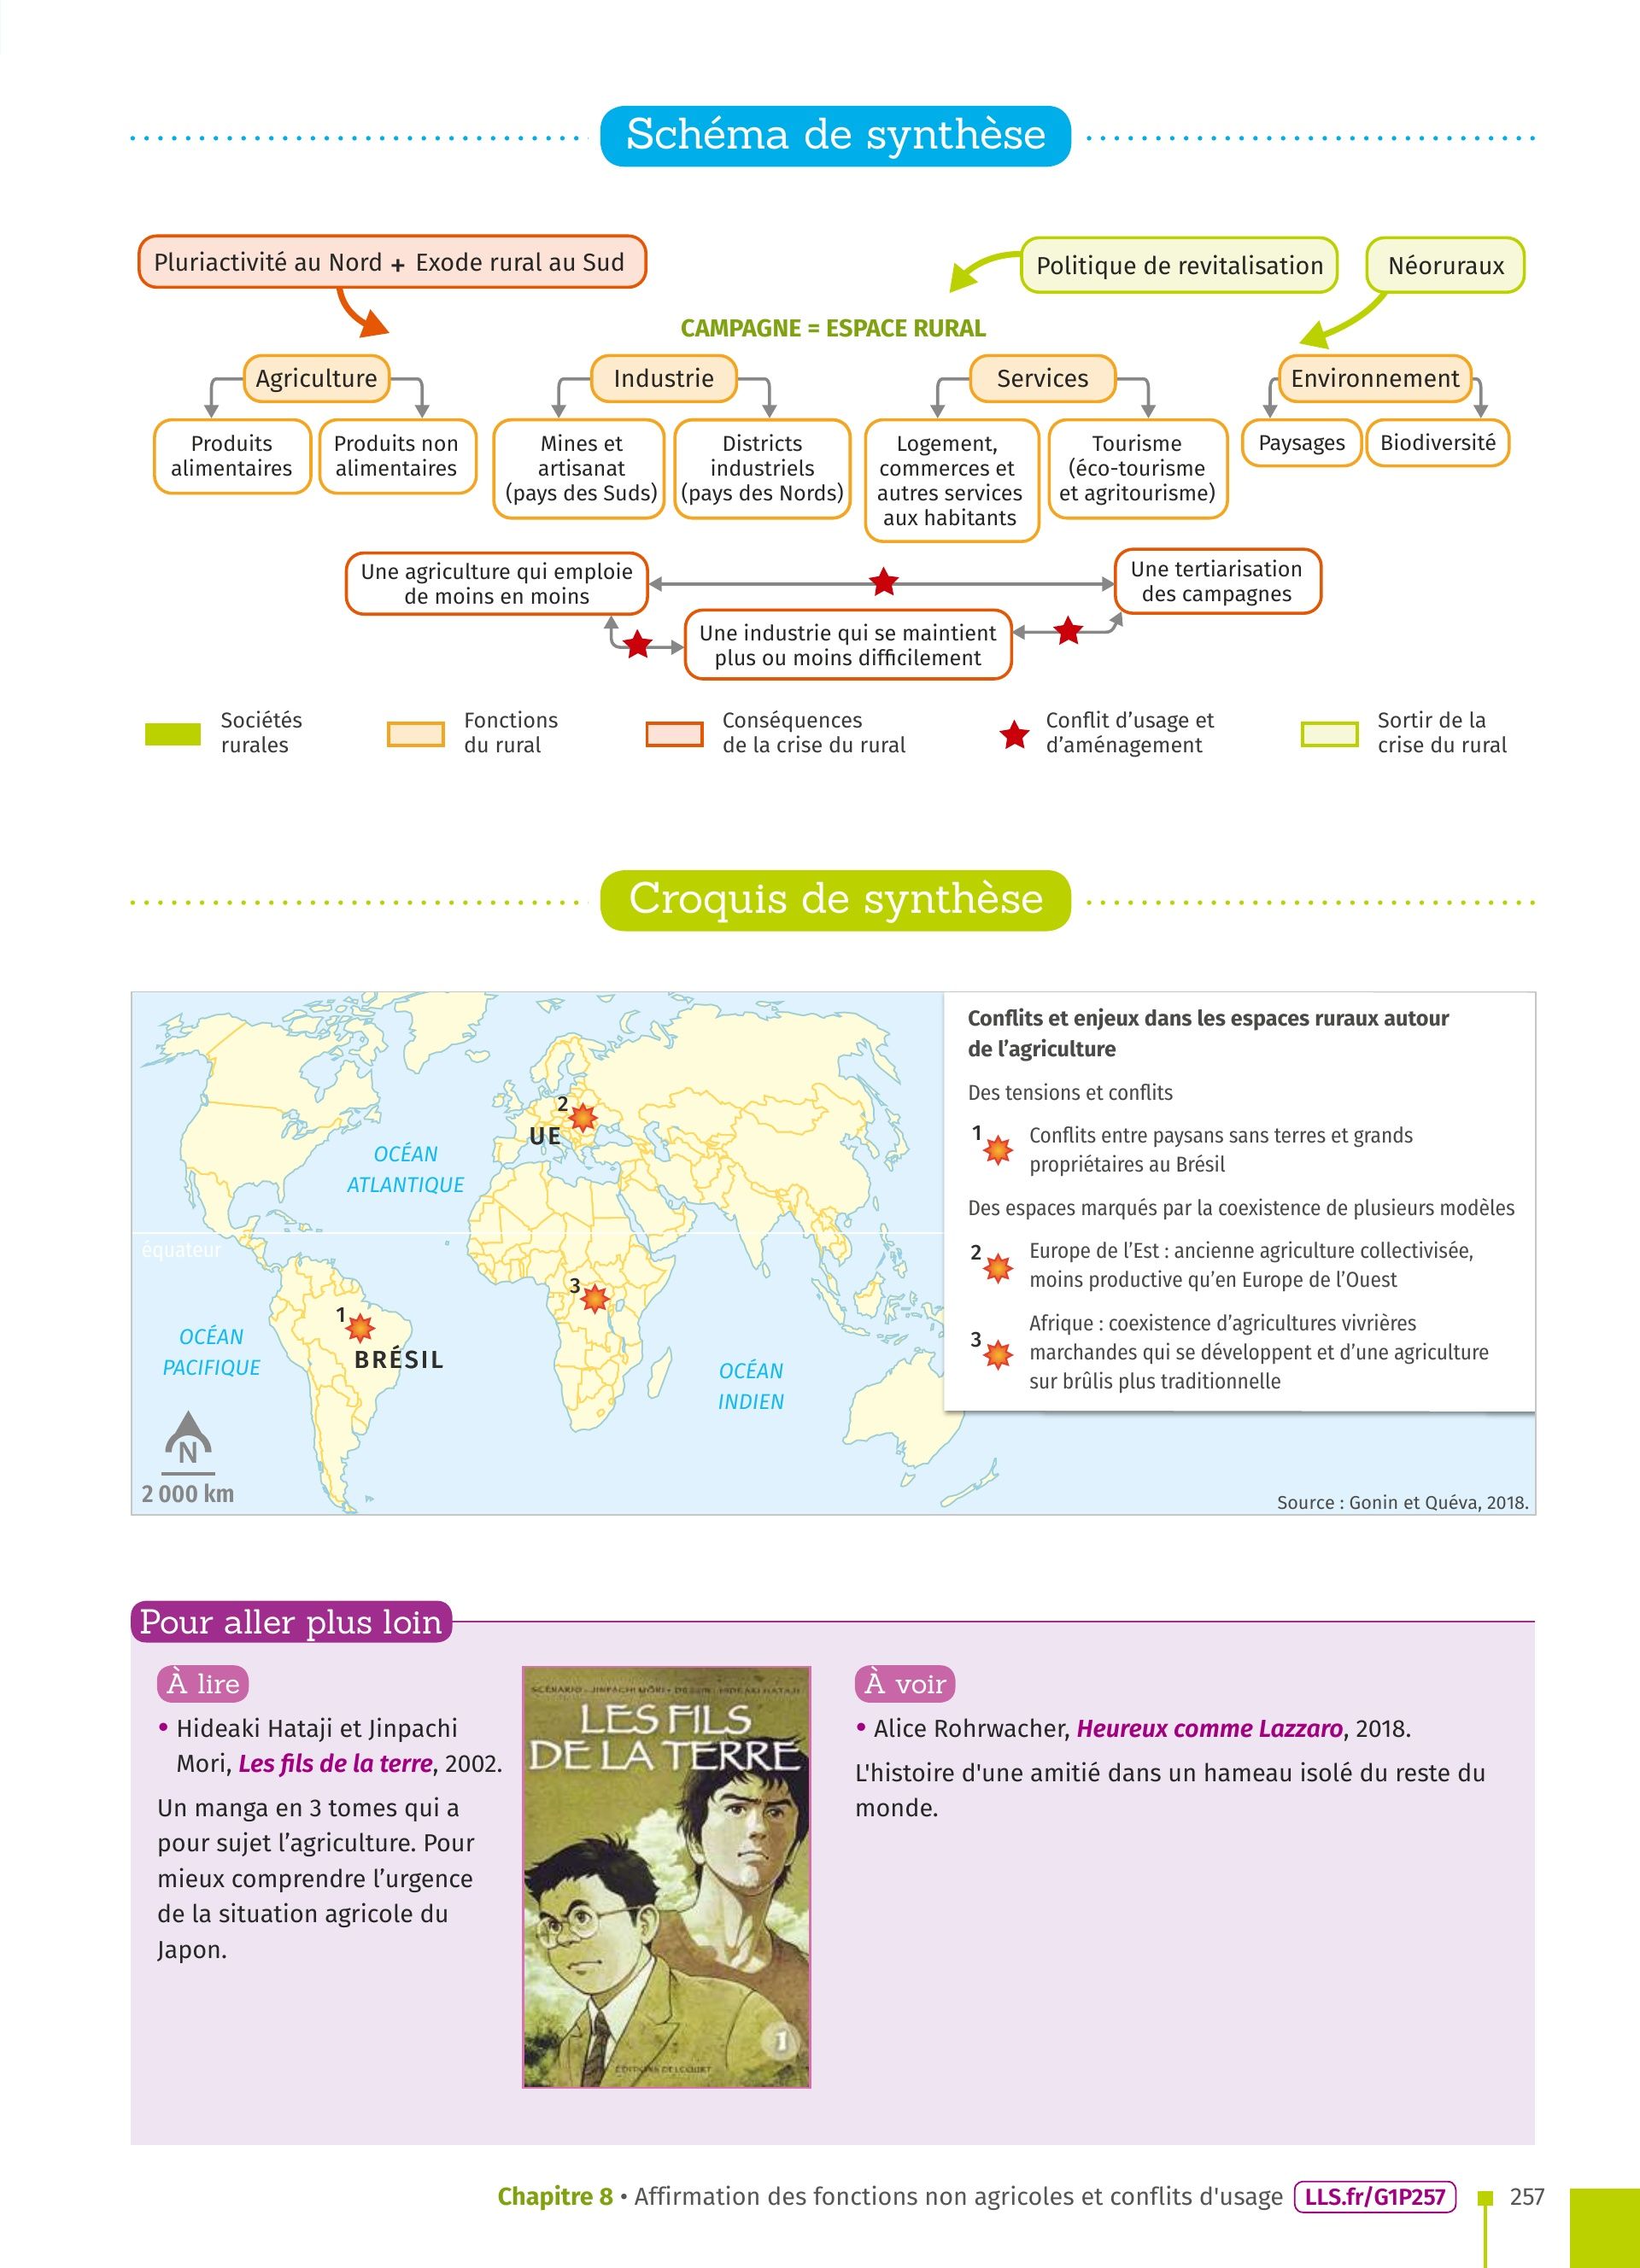 Schéma de synthèse
Pluriactivité au Nord + Exode rural au Sud
Politique de revitalisation
Néoruraux
CAMPAGNE = ESPACE RURAL
Agriculture
Industrie
Services
Environnement
Produits
alimentaires
Produits non
alimentaires
Mines et
artisanat
(pays des Suds)
Districts
industriels
(pays des Nords)
Logement,
commerces et
autres services
aux habitants
Tourisme
(éco-tourisme
et agritourisme)
Paysages
Biodiversité
Une agriculture qui emploie
de moins en moins
Une tertiarisation
des campagnes
Une industrie qui se maintient
plus ou moins difficilement
Sociétés
rurales
Fonctions
du rural
Conséquences
de la crise du rural
Conflit d’usage et
d’aménagement
Sortir de la
crise du rural
Croquis de synthèse
OCÉAN
ATLANTIQUE
équateur
OCÉAN
PACIFIQUE
OCÉAN
INDIEN
2
UE
3
1
BRÉSIL
N
2 000 km
Conflits et enjeux dans les espaces ruraux autour
de l’agriculture
Des tensions et conflits
1 Conflits entre paysans sans terres et grands
propriétaires au Brésil
Des espaces marqués par la coexistence de plusieurs modèles
2 Europe de l’Est : ancienne agriculture collectivisée,
moins productive qu’en Europe de l’Ouest
3 Afrique : coexistence d’agricultures vivrières
marchandes qui se développent et d’une agriculture
sur brûlis plus traditionnelle
Source : Gonin et Quéva, 2018.
Pour aller plus loin
À lire
• Hideaki Hataji et Jinpachi
Mori, Les fils de la terre, 2002.
Un manga en 3 tomes qui a
pour sujet l’agriculture. Pour
mieux comprendre l’urgence
de la situation agricole du
Japon.
SCÉNARIO : JINPACHI MÔRI • DESSIN : HIDEAKI HATAJI
LES FILS
DE LA TERRE
1
ÉDITIONS DELCOURT
À voir
• Alice Rohrwacher, Heureux comme Lazzaro, 2018.
L'histoire d'une amitié dans un hameau isolé du reste du
monde.
Chapitre 8 • Affirmation des fonctions non agricoles et conflits d'usage LLS.fr/G1P257 257